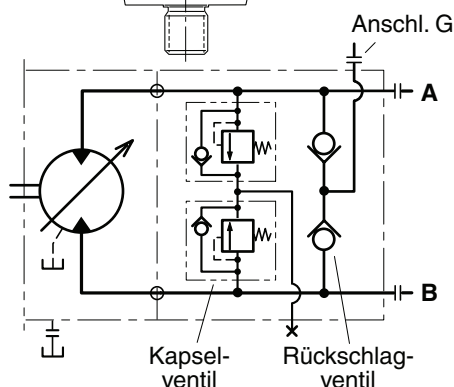 Anschl. G
A
B
Kapsel-
ventil
Rückschlag-
ventil